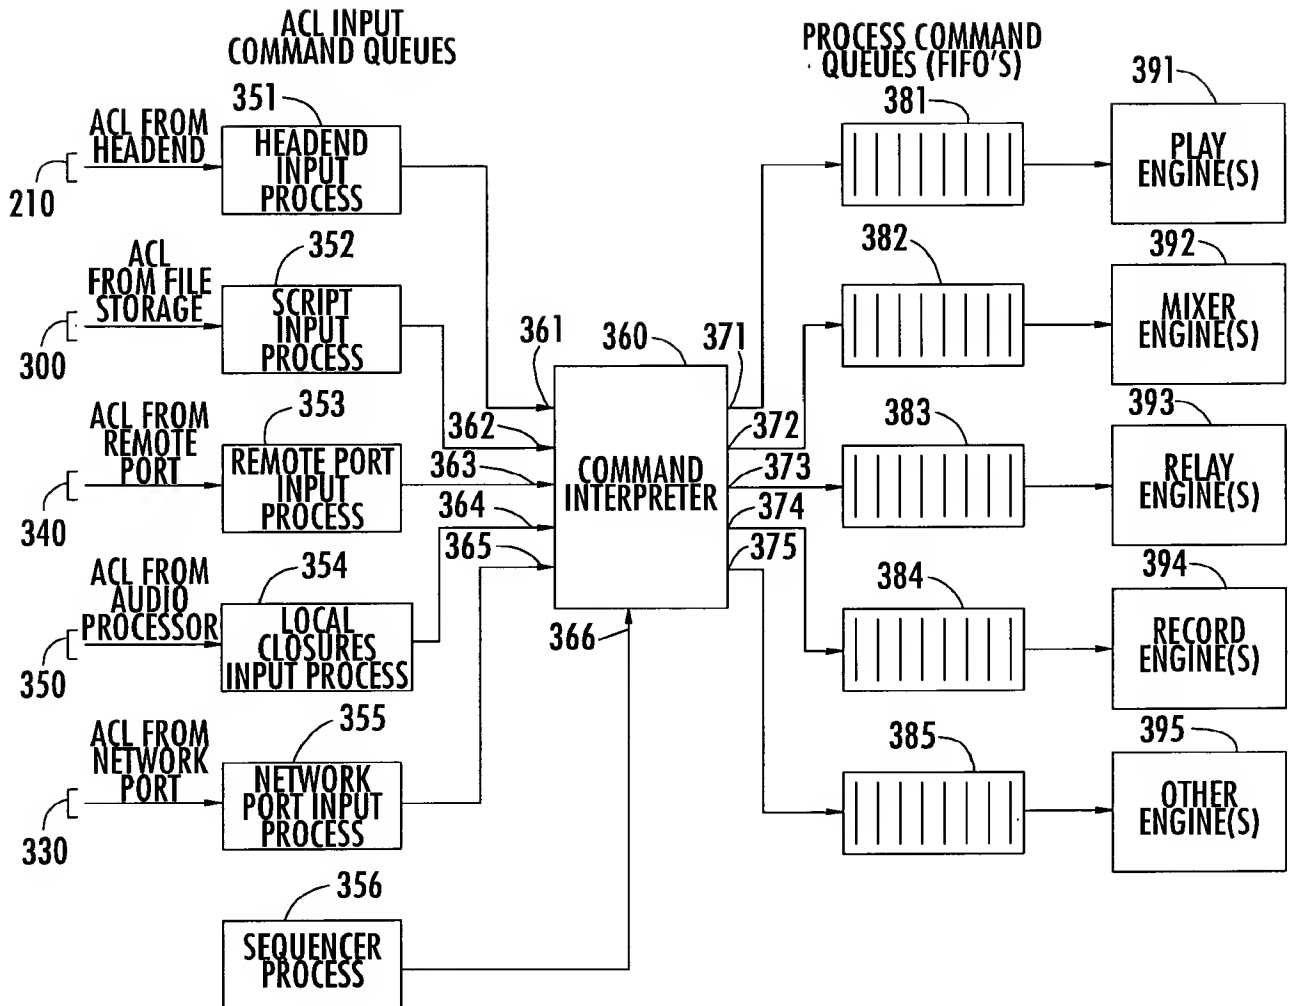 ACL INPUT
COMMAND QUEUES
PROCESS COMMAND
QUEUES (FIFO'S)
351
381
391
ACL FROM
HEADEND
210
HEADEND
INPUT
PROCESS
PLAY
ENGINE(S)
352
382
392
ACL
FROM FILE
STORAGE
300
SCRIPT
INPUT
PROCESS
MIXER
ENGINE(S)
361
360
371
353
362
372
383
393
ACL FROM
REMOTE
PORT
340
REMOTE PORT
INPUT
PROCESS
363
COMMAND
INTERPRETER
373
RELAY
ENGINE(S)
364
374
365
375
354
384
394
ACL FROM
AUDIO
PROCESSOR
350
LOCAL
CLOSURES
INPUT PROCESS
366
RECORD
ENGINE(S)
355
385
395
ACL FROM
NETWORK
PORT
330
NETWORK
PORT INPUT
PROCESS
OTHER
ENGINE(S)
356
SEQUENCER
PROCESS